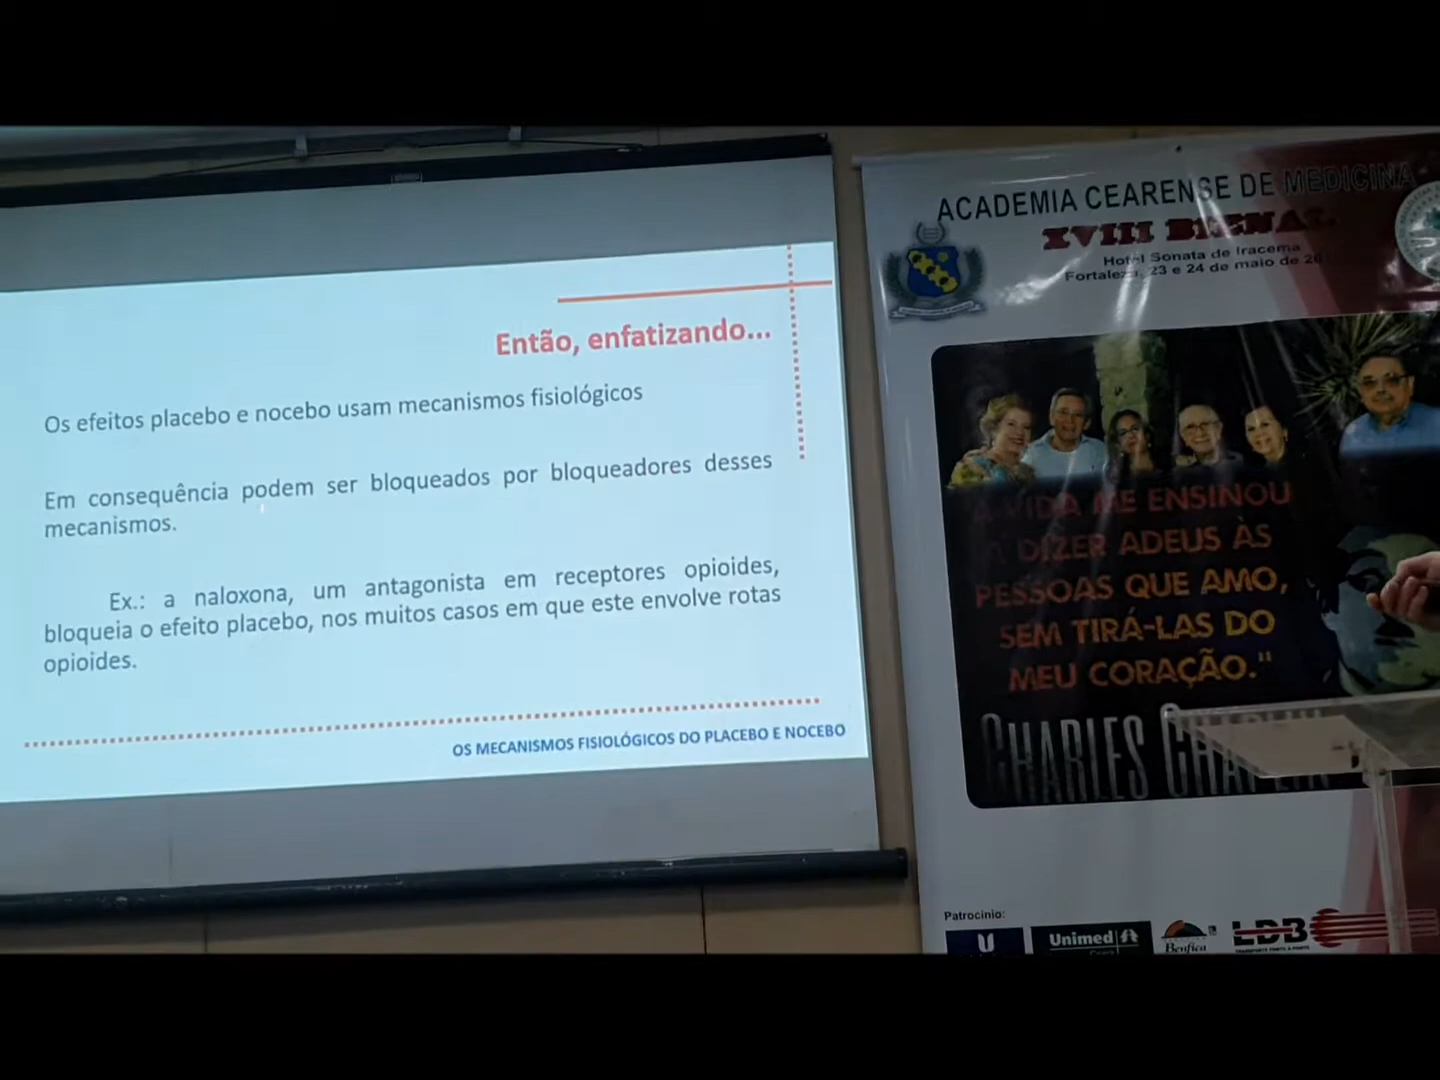 Então, enfatizando...
Os efeitos placebo e nocebo usam mecanismos fisiológicos
Em consequência podem ser bloqueados por bloqueadores desses
mecanismos.
Ex.: a naloxona, um antagonista em receptores opioides,
bloqueia o efeito placebo, nos muitos casos em que este envolve rotas
opioides.
OS MECANISMOS FISIOLÓGICOS DO PLACEBO E NOCEBO
ACADEMIA CEARENSE DE MEDICINA
XVIII BIENAL
Hotel Sonata de Iracema
Fortaleza, 23 e 24 de maio de
A VIDA ME ENSINOU
A DIZER ADEUS ÀS
PESSOAS QUE AMO,
SEM TIRÁ-LAS DO
MEU CORAÇÃO."
CHARLES CHAPLIN
Patrocinio:
Unimed
Benfica
LDB